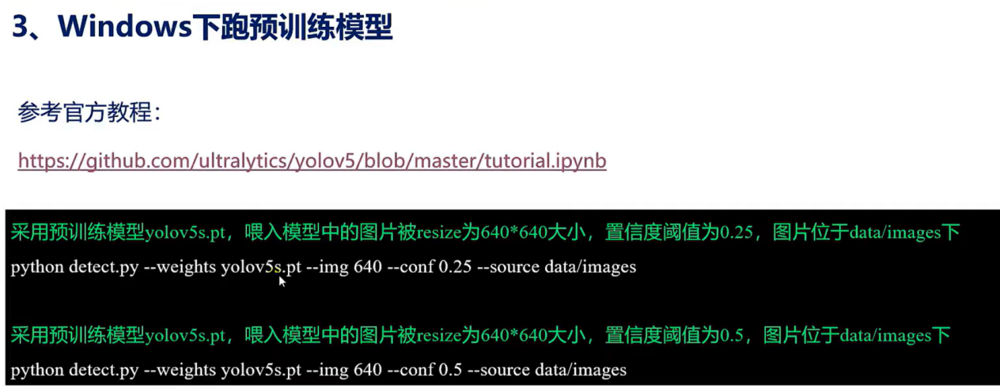 3、Windows下跑预训练模型
参考官方教程：
https://github.com/ultralytics/yolov5/blob/master/tutorial.ipynb
采用预训练模型yolov5s.pt，喂入模型中的图片被resize为640*640大小，置信度阈值为0.25，图片位于data/images下
python detect.py --weights yolov5s.pt --img 640 --conf 0.25 --source data/images
采用预训练模型yolov5s.pt，喂入模型中的图片被resize为640*640大小，置信度阈值为0.5，图片位于data/images下
python detect.py --weights yolov5s.pt --img 640 --conf 0.5 --source data/images